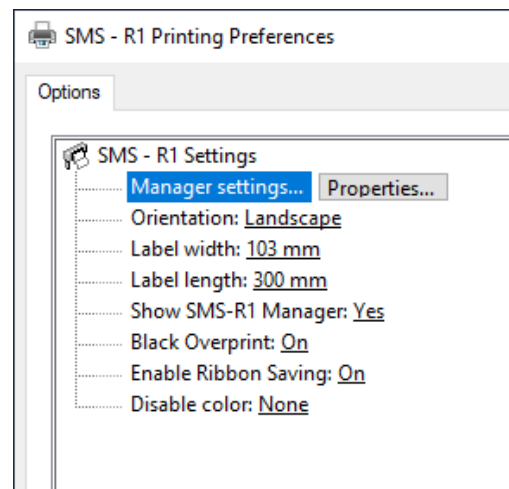 SMS - R1 Printing Preferences
Options
SMS - R1 Settings
Manager settings... Properties...
Orientation: Landscape
Label width: 103 mm
Label length: 300 mm
Show SMS-R1 Manager: Yes
Black Overprint: On
Enable Ribbon Saving: On
Disable color: None